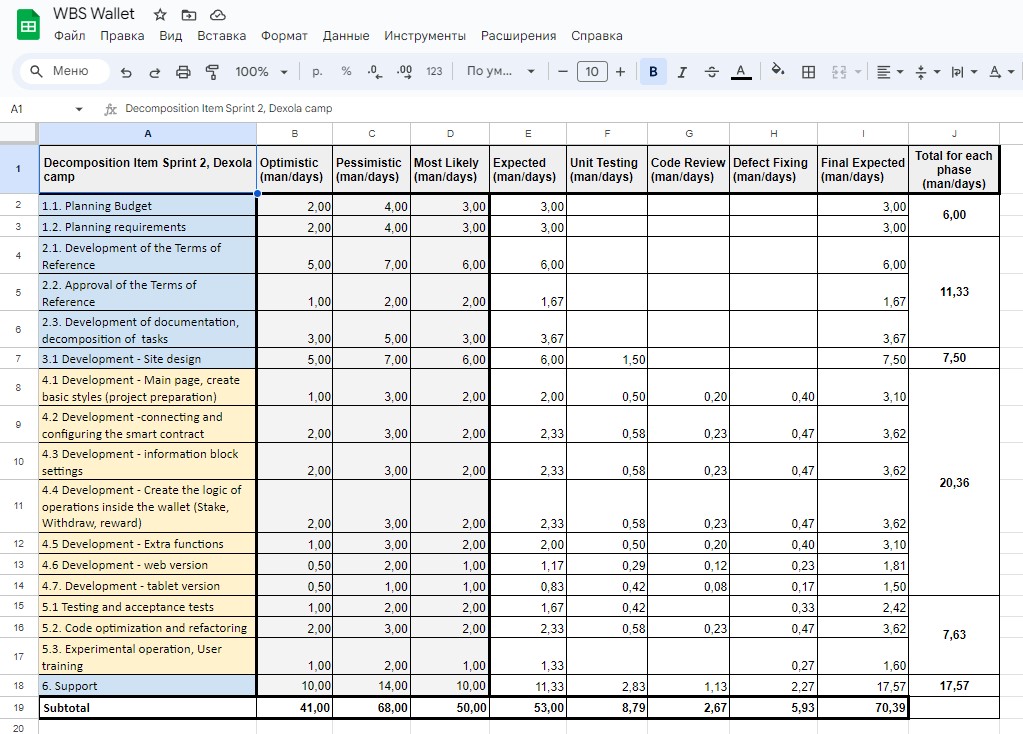 WBS Wallet
Файл Правка Вид Вставка Формат Данные Инструменты Расширения Справка
Меню 100% р. % .0 .00 123 По ум... − 10 + B I S A A
A1 fx Decomposition Item Sprint 2, Dexola camp
A B C D E F G H I J
1 Decomposition Item Sprint 2, Dexola camp Optimistic (man/days) Pessimistic (man/days) Most Likely (man/days) Expected (man/days) Unit Testing (man/days) Code Review (man/days) Defect Fixing (man/days) Final Expected (man/days) Total for each phase (man/days)
2 1.1. Planning Budget 2,00 4,00 3,00 3,00 3,00 6,00
3 1.2. Planning requirements 2,00 4,00 3,00 3,00 3,00
4 2.1. Development of the Terms of Reference 5,00 7,00 6,00 6,00 6,00
5 2.2. Approval of the Terms of Reference 1,00 2,00 2,00 1,67 1,67 11,33
6 2.3. Development of documentation, decomposition of tasks 3,00 5,00 3,00 3,67 3,67
7 3.1 Development - Site design 5,00 7,00 6,00 6,00 1,50 7,50 7,50
8 4.1 Development - Main page, create basic styles (project preparation) 1,00 3,00 2,00 2,00 0,50 0,20 0,40 3,10
9 4.2 Development -connecting and configuring the smart contract 2,00 3,00 2,00 2,33 0,58 0,23 0,47 3,62
10 4.3 Development - information block settings 2,00 3,00 2,00 2,33 0,58 0,23 0,47 3,62
11 4.4 Development - Create the logic of operations inside the wallet (Stake, Withdraw, reward) 2,00 3,00 2,00 2,33 0,58 0,23 0,47 3,62 20,36
12 4.5 Development - Extra functions 1,00 3,00 2,00 2,00 0,50 0,20 0,40 3,10
13 4.6 Development - web version 0,50 2,00 1,00 1,17 0,29 0,12 0,23 1,81
14 4.7. Development - tablet version 0,50 1,00 1,00 0,83 0,42 0,08 0,17 1,50
15 5.1 Testing and acceptance tests 1,00 2,00 2,00 1,67 0,42 0,33 2,42
16 5.2. Code optimization and refactoring 2,00 3,00 2,00 2,33 0,58 0,23 0,47 3,62 7,63
17 5.3. Experimental operation, User training 1,00 2,00 1,00 1,33 0,27 1,60
18 6. Support 10,00 14,00 10,00 11,33 2,83 1,13 2,27 17,57 17,57
19 Subtotal 41,00 68,00 50,00 53,00 8,79 2,67 5,93 70,39
20